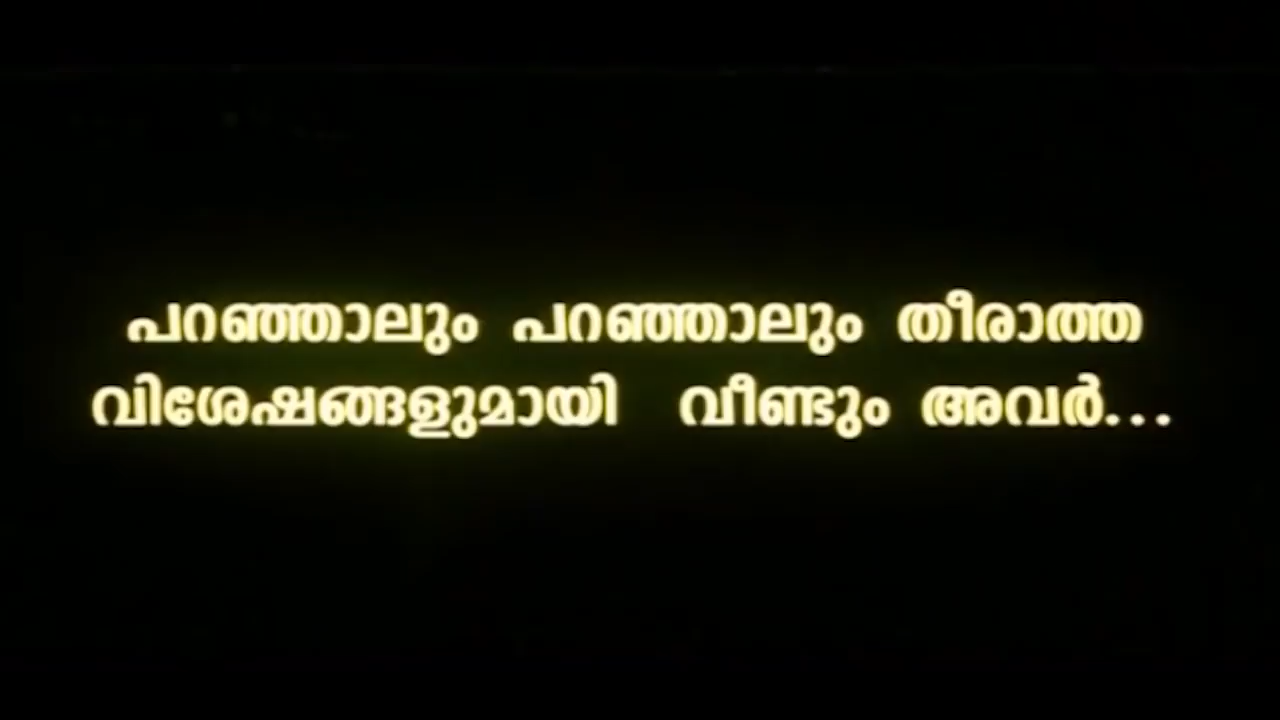 പറഞ്ഞാലും പറഞ്ഞാലും തീരാത്ത
വിശേഷങ്ങളുമായി വീണ്ടും അവർ...